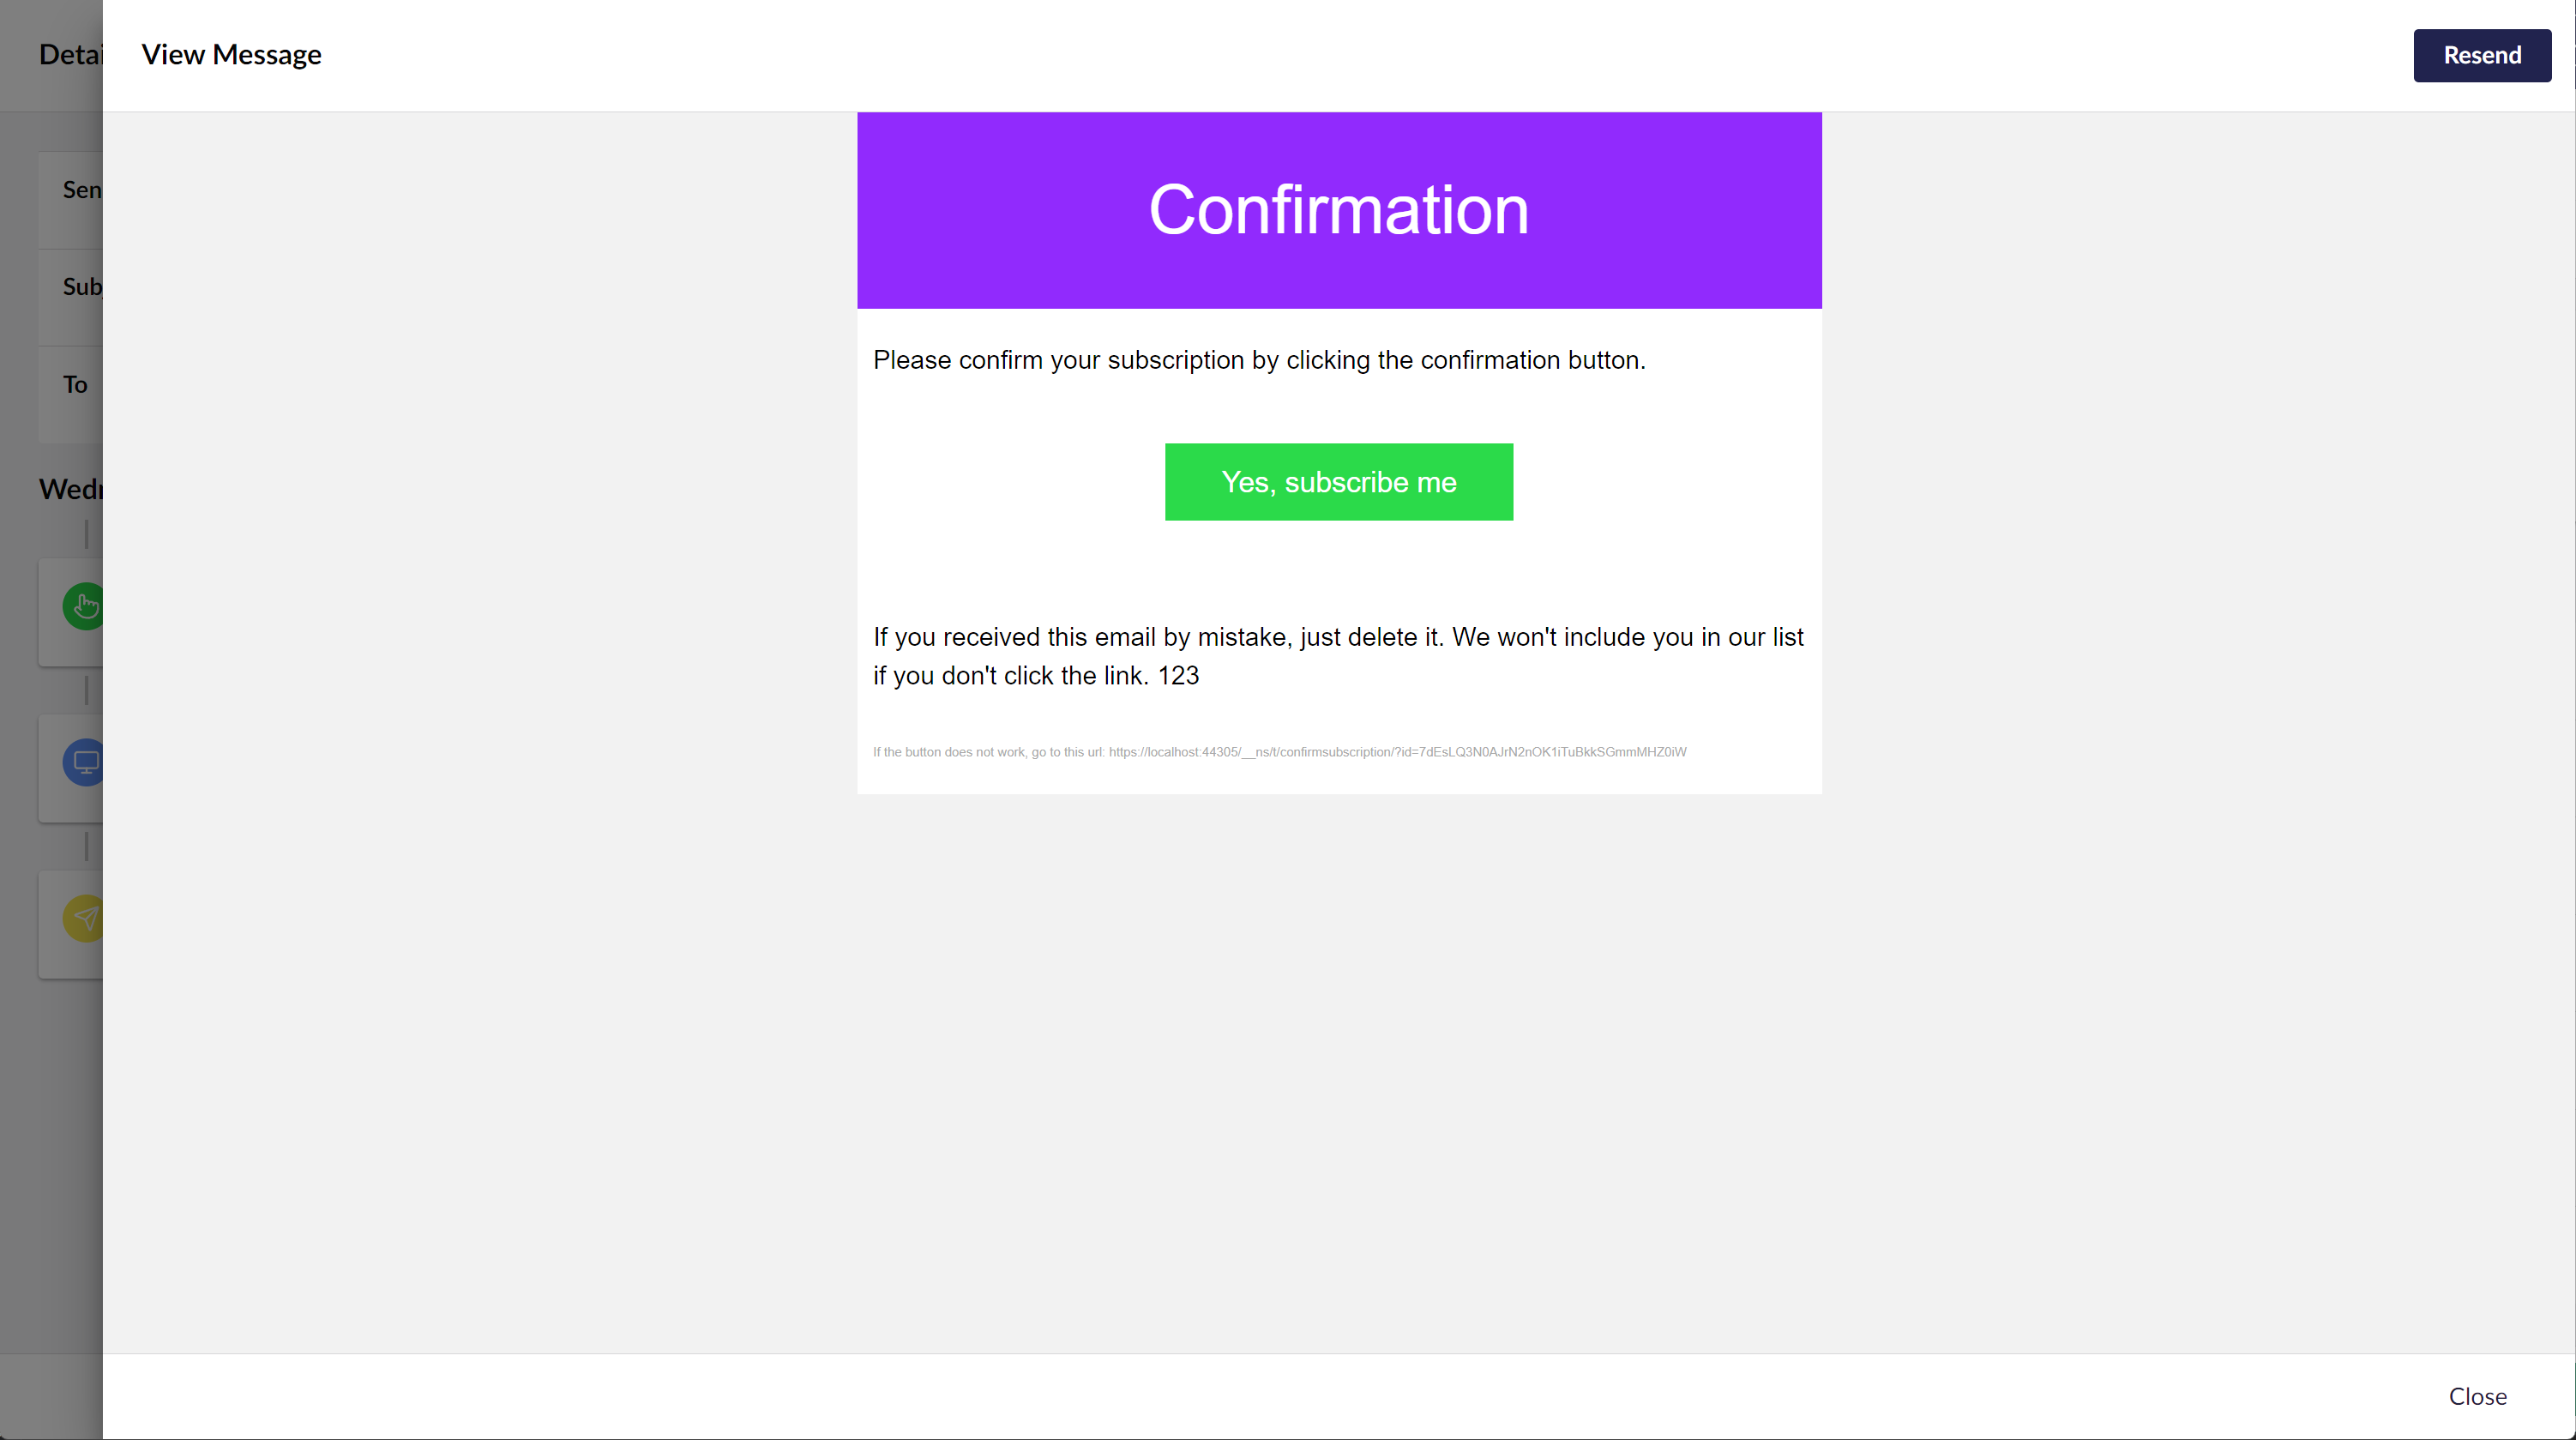 Detai
View Message
Resend
Sen
Sub
To
Wedn
Confirmation
Please confirm your subscription by clicking the confirmation button.
Yes, subscribe me
If you received this email by mistake, just delete it. We won't include you in our list
if you don't click the link. 123
If the button does not work, go to this url: https://localhost:44305/__ns/t/confirmsubscription/?id=7dEsLQ3N0AJrN2nOK1iTuBkkSGmmMHZ0iW
Close